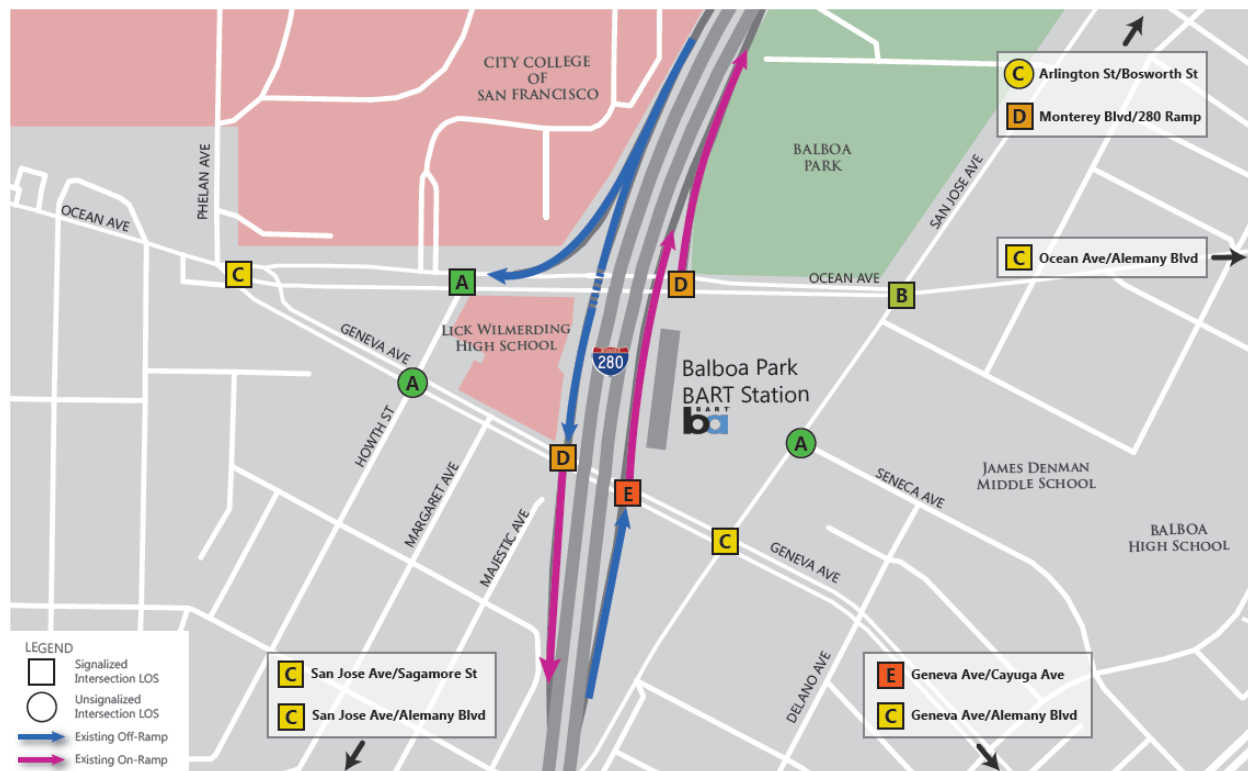 CITY COLLEGE
OF
SAN FRANCISCO
C Arlington St/Bosworth St
D Monterey Blvd/280 Ramp
BALBOA
PARK
PHELAN AVE
OCEAN AVE
SAN JOSE AVE
C Ocean Ave/Alemany Blvd
C
A
D
OCEAN AVE
B
LICK WILMERDING
HIGH SCHOOL
GENEVA AVE
INTERSTATE
280
Balboa Park
BART Station
BART
ba
A
HOWTH ST
D
A
MARGARET AVE
E
SENECA AVE
JAMES DENMAN
MIDDLE SCHOOL
MAJESTIC AVE
C
GENEVA AVE
BALBOA
HIGH SCHOOL
DELANO AVE
LEGEND
Signalized
Intersection LOS
Unsignalized
Intersection LOS
Existing Off-Ramp
Existing On-Ramp
C San Jose Ave/Sagamore St
C San Jose Ave/Alemany Blvd
E Geneva Ave/Cayuga Ave
C Geneva Ave/Alemany Blvd